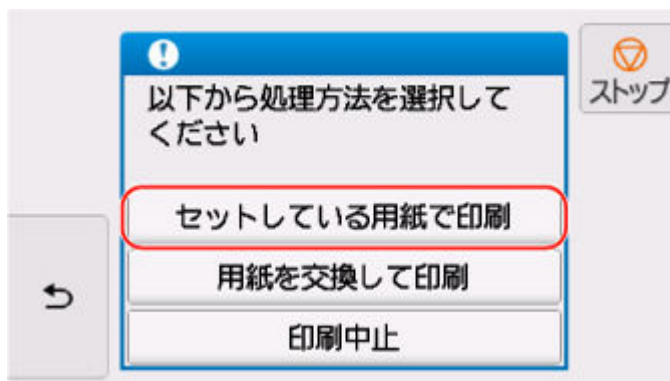 以下から処理方法を選択して
ください
ストップ
セットしている用紙で印刷
用紙を交換して印刷
印刷中止